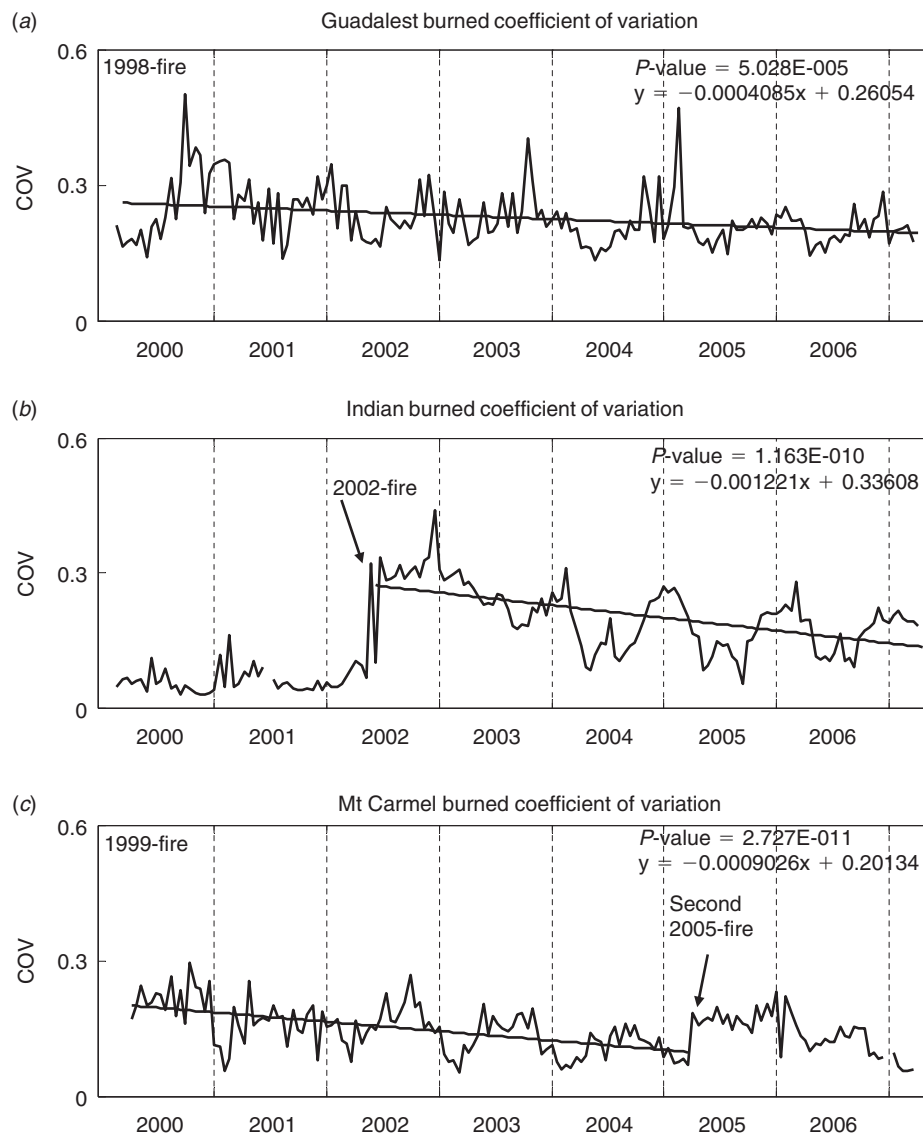 (a) Guadalest burned coefficient of variation
0.6
1998-fire
P-value = 5.028E-005
y = −0.0004085x + 0.26054
COV
0.3
0
2000 2001 2002 2003 2004 2005 2006
(b) Indian burned coefficient of variation
0.6
P-value = 1.163E-010
y = −0.001221x + 0.33608
2002-fire
COV
0.3
0
2000 2001 2002 2003 2004 2005 2006
(c) Mt Carmel burned coefficient of variation
0.6
1999-fire
P-value = 2.727E-011
y = −0.0009026x + 0.20134
Second
2005-fire
COV
0.3
0
2000 2001 2002 2003 2004 2005 2006